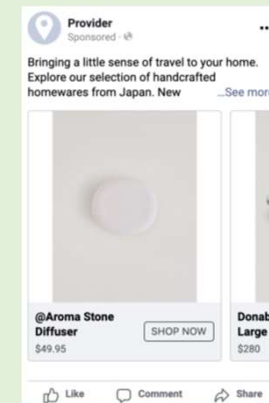 Provider
Sponsored ·
Bringing a little sense of travel to your home.
Explore our selection of handcrafted
homewares from Japan. New ...See more
@Aroma Stone
Diffuser
SHOP NOW
$49.95
Donab
Large
$280
Like Comment Share